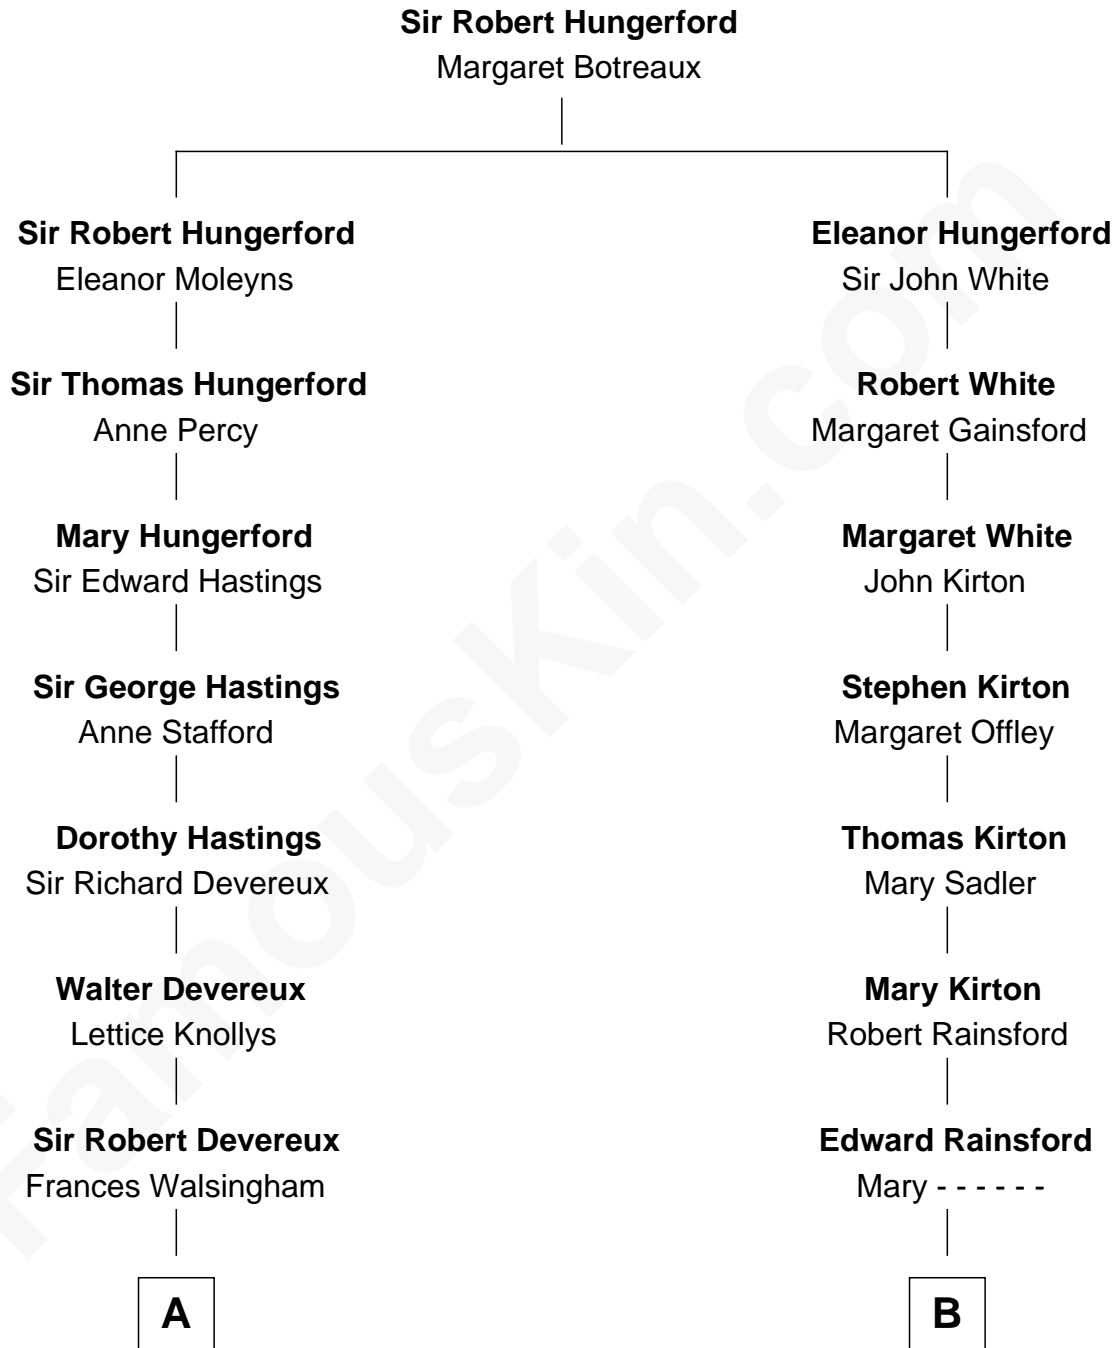 Sir Robert Hungerford
Margaret Botreaux
Sir Robert Hungerford
Eleanor Moleyns
Sir Thomas Hungerford
Anne Percy
Mary Hungerford
Sir Edward Hastings
Sir George Hastings
Anne Stafford
Dorothy Hastings
Sir Richard Devereux
Walter Devereux
Lettice Knollys
Sir Robert Devereux
Frances Walsingham
A
Eleanor Hungerford
Sir John White
Robert White
Margaret Gainsford
Margaret White
John Kirton
Stephen Kirton
Margaret Offley
Thomas Kirton
Mary Sadler
Mary Kirton
Robert Rainsford
Edward Rainsford
Mary - - - - - -
B
FamousKin.com